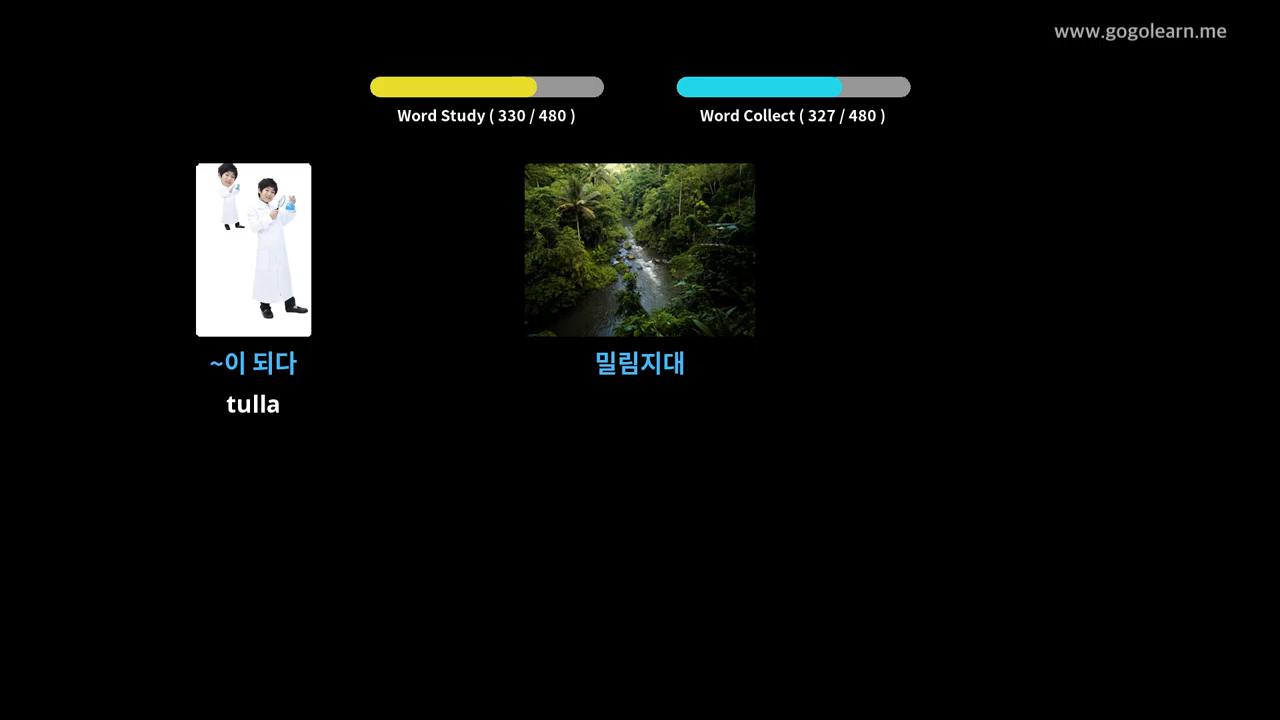 www.gogolearn.me
Word Study ( 330 / 480 )
Word Collect ( 327 / 480 )
~이 되다
tulla
밀림지대